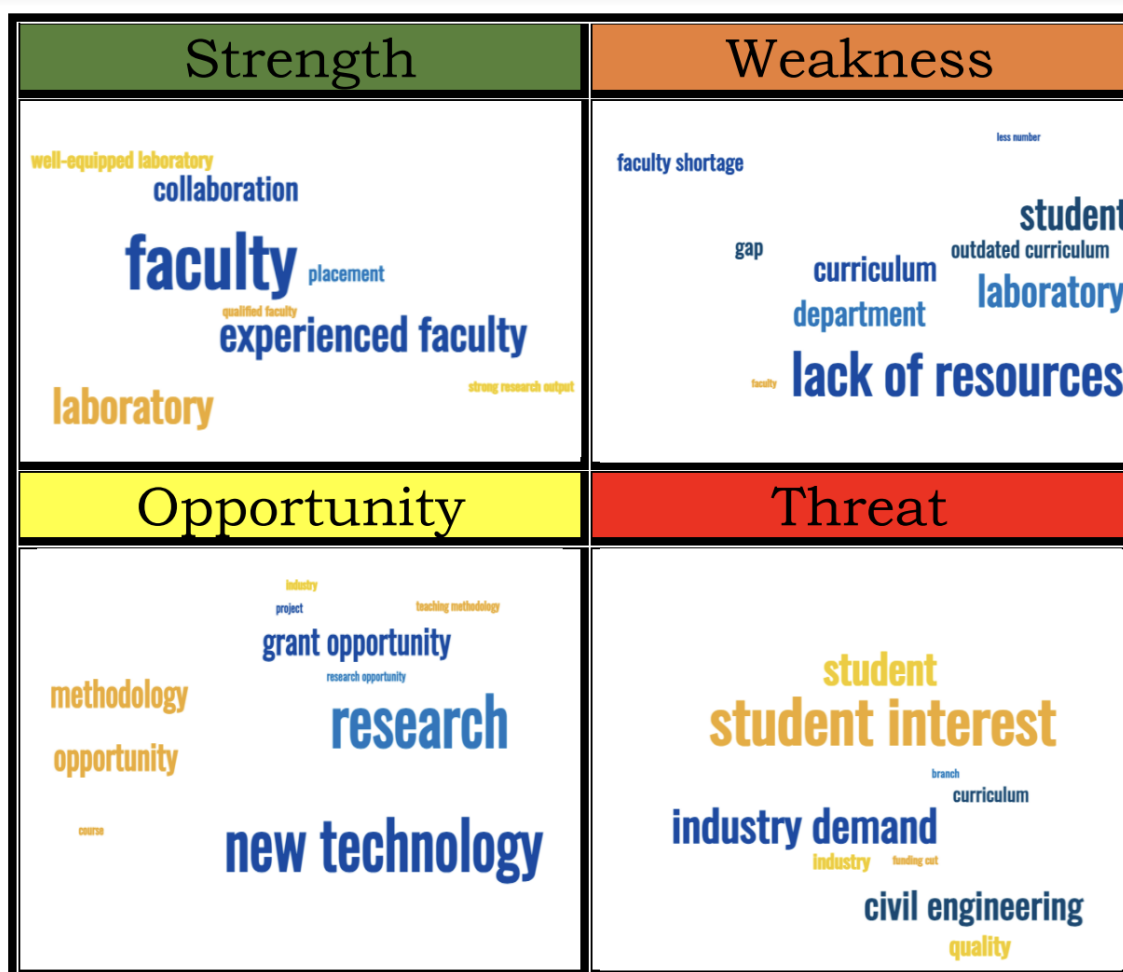 Strength
well-equipped laboratory
collaboration
faculty
placement
qualified faculty
experienced faculty
strong research output
laboratory
Weakness
less number
faculty shortage
student
gap
outdated curriculum
curriculum
laboratory
department
lack of resources
faculty
Opportunity
industry
project
teaching methodology
grant opportunity
research opportunity
methodology
research
opportunity
course
new technology
Threat
student
student interest
branch
curriculum
industry demand
industry
funding cut
civil engineering
quality